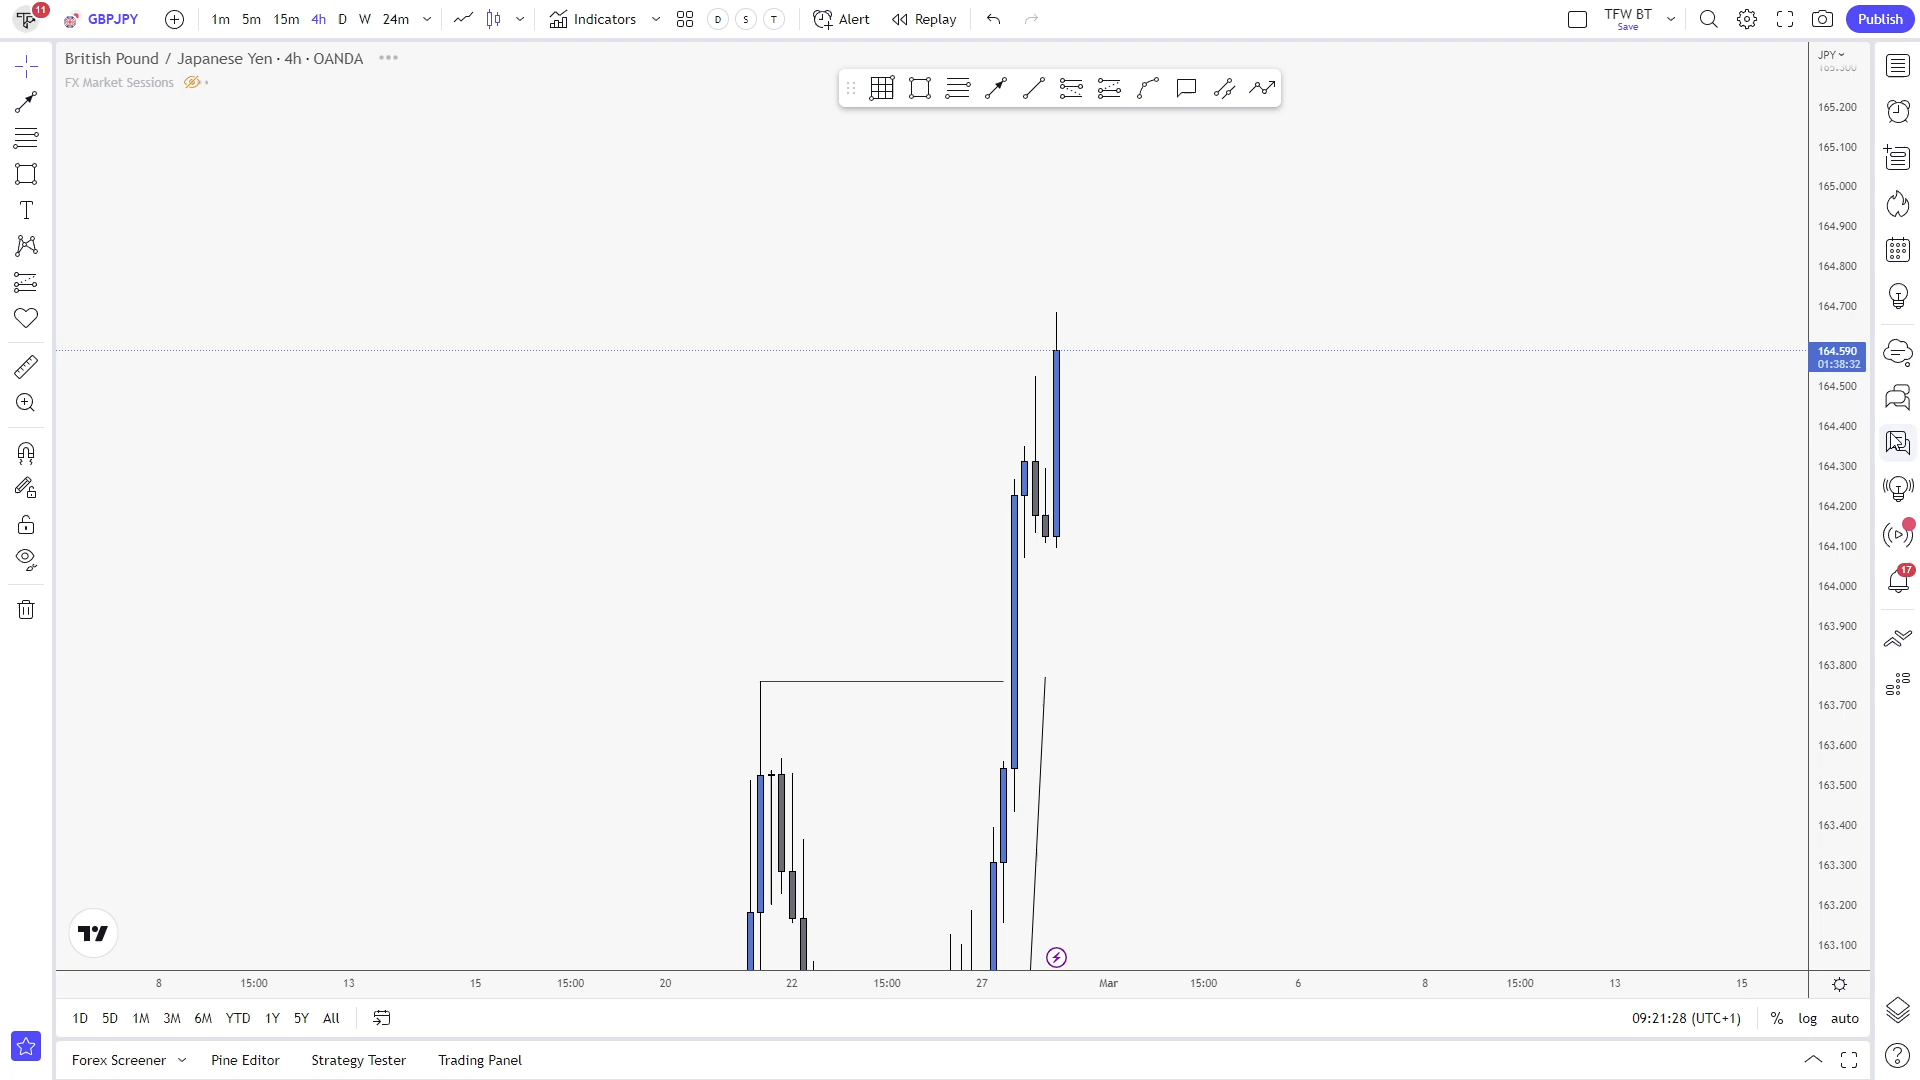 11
GBPJPY
1m 5m 15m 4h D W 24m
Indicators
D S T
Alert
Replay
TFW BT
Save
Publish
British Pound / Japanese Yen · 4h · OANDA
FX Market Sessions
JPY
165.300
165.200
165.100
165.000
164.900
164.800
164.700
164.590
01:38:32
164.500
164.400
164.300
164.200
164.100
164.000
163.900
163.800
163.700
163.600
163.500
163.400
163.300
163.200
163.100
17
8 15:00 13 15 15:00 20 22 15:00 27 Mar 15:00 6 8 15:00 13 15
1D 5D 1M 3M 6M YTD 1Y 5Y All
09:21:28 (UTC+1) % log auto
Forex Screener Pine Editor Strategy Tester Trading Panel